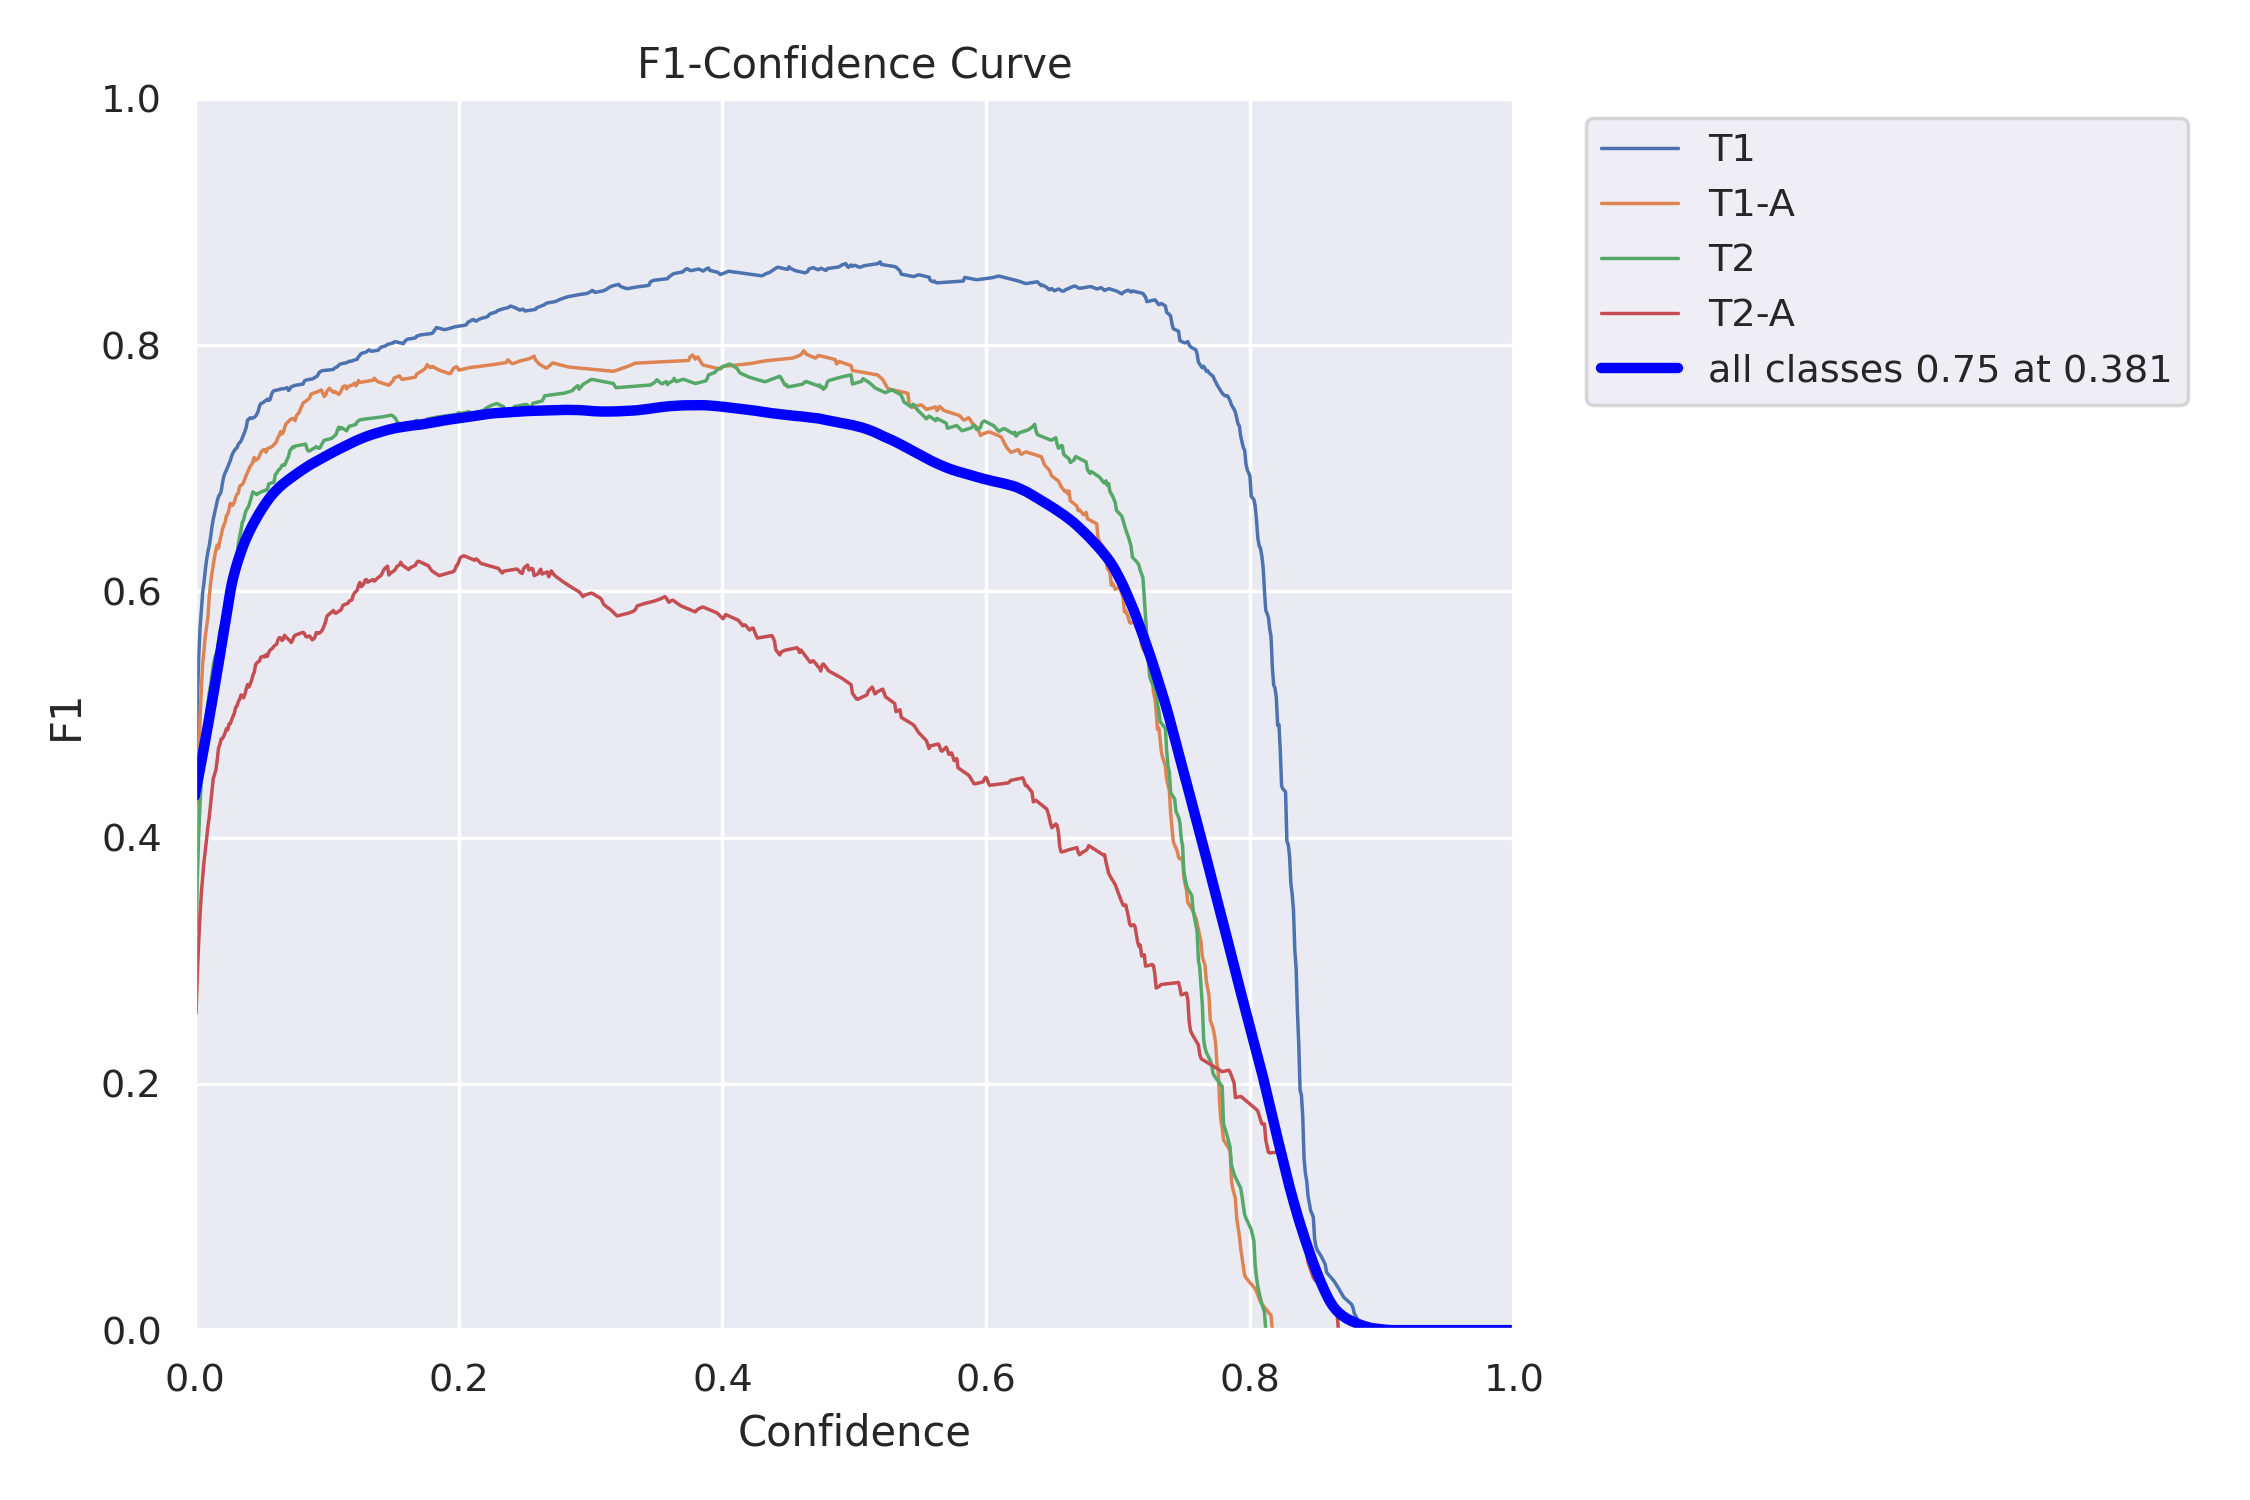 F1-Confidence Curve
1.0
0.8
0.6
0.4
0.2
0.0
F1
0.0 0.2 0.4 0.6 0.8 1.0
Confidence
T1
T1-A
T2
T2-A
all classes 0.75 at 0.381